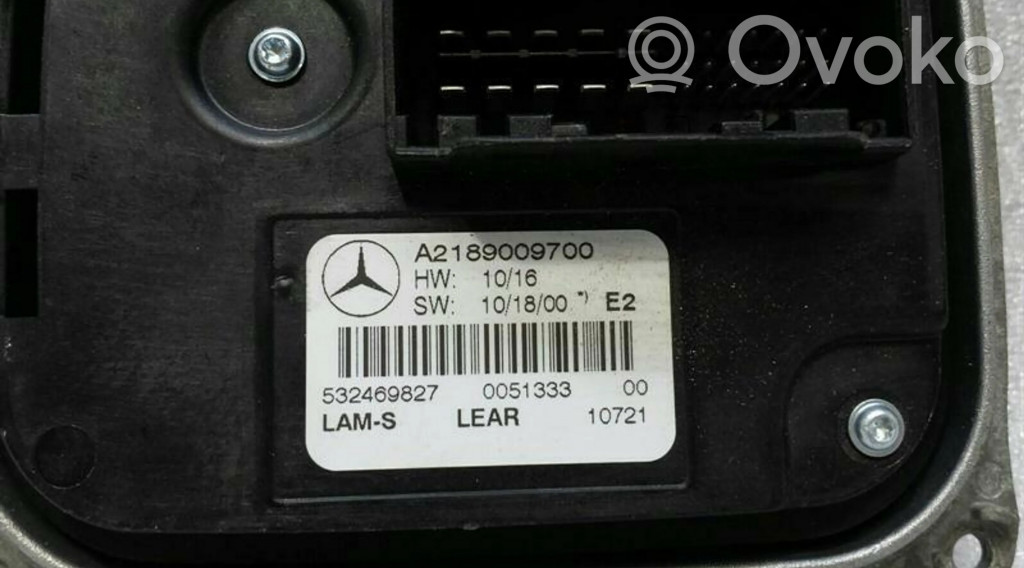 Ovoko
A2189009700
HW: 10/16
SW: 10/18/00 *) E2
532469827 0051333 00
LAM-S LEAR 10721